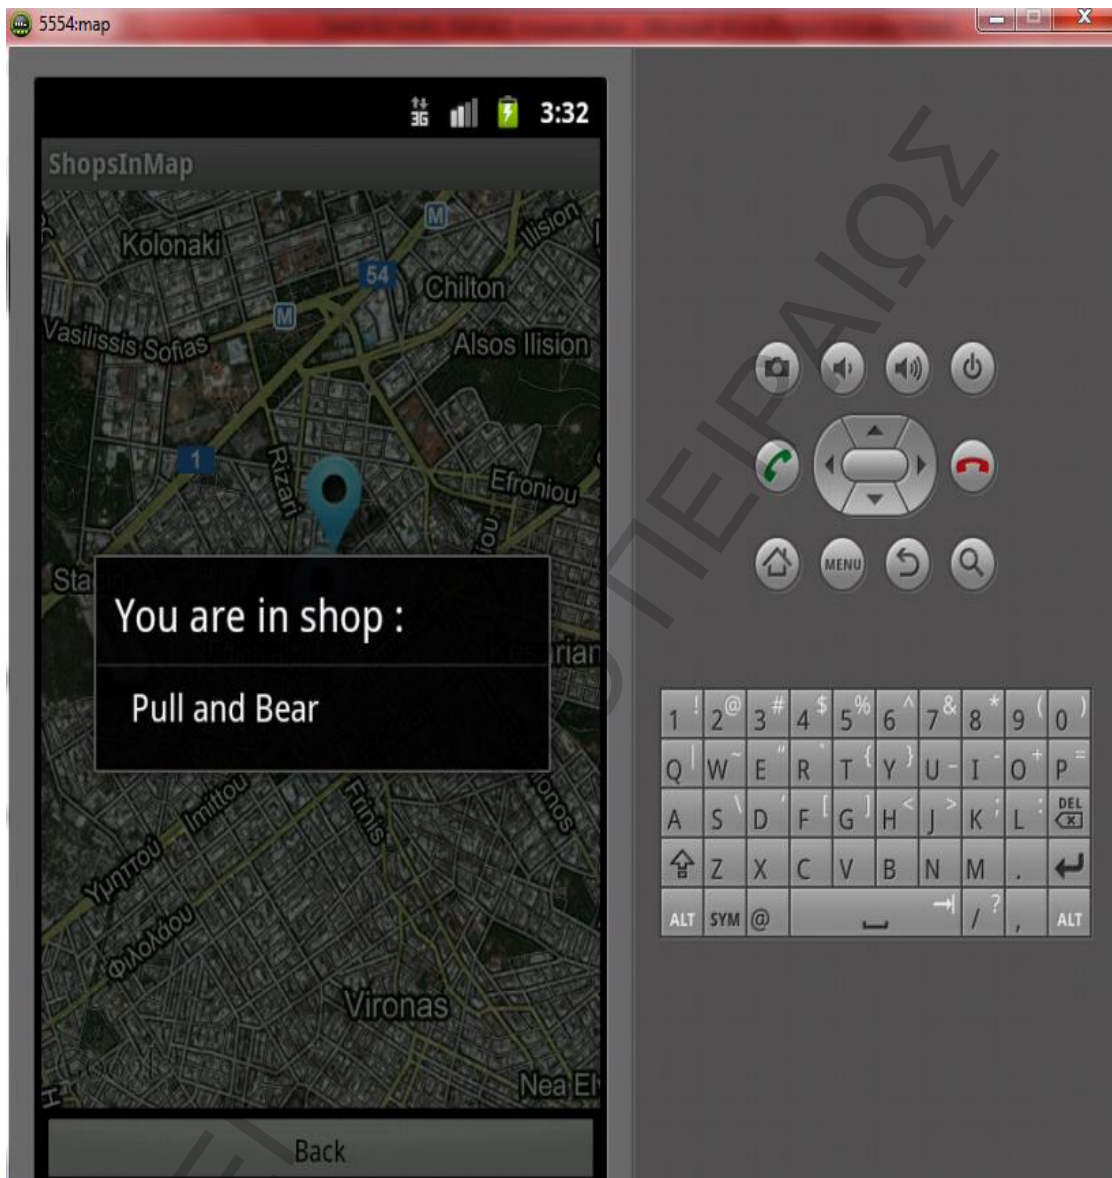 5554:map
3G 3:32
ShopsInMap
M Ilision
Kolonaki
54
Chilton
M
Vasilissis Sofias
Alsos Ilision
1
Rizari
Efroniou
You are in shop :
Pull and Bear
Υμηττού Imittou
Frinis
Φιλολάου
Vironas
Nea El
Back
MENU
1 ! 2 @ 3 # 4 $ 5 % 6 ^ 7 & 8 * 9 ( 0 )
Q | W ~ E " R ` T { Y } U - I - O + P =
A S \ D ' F [ G ] H < J > K ; L : DEL
Z X C V B N M .
ALT SYM @ / ? , ALT
ΠΕΙΡΑΙΩΣ